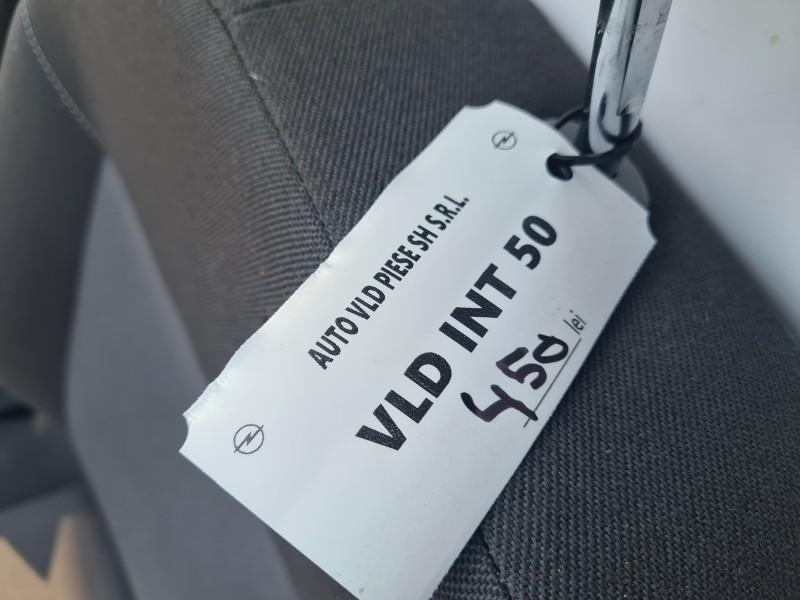 AUTO VLD PIESE SH S.R.L.
VLD INT 50
450 lei